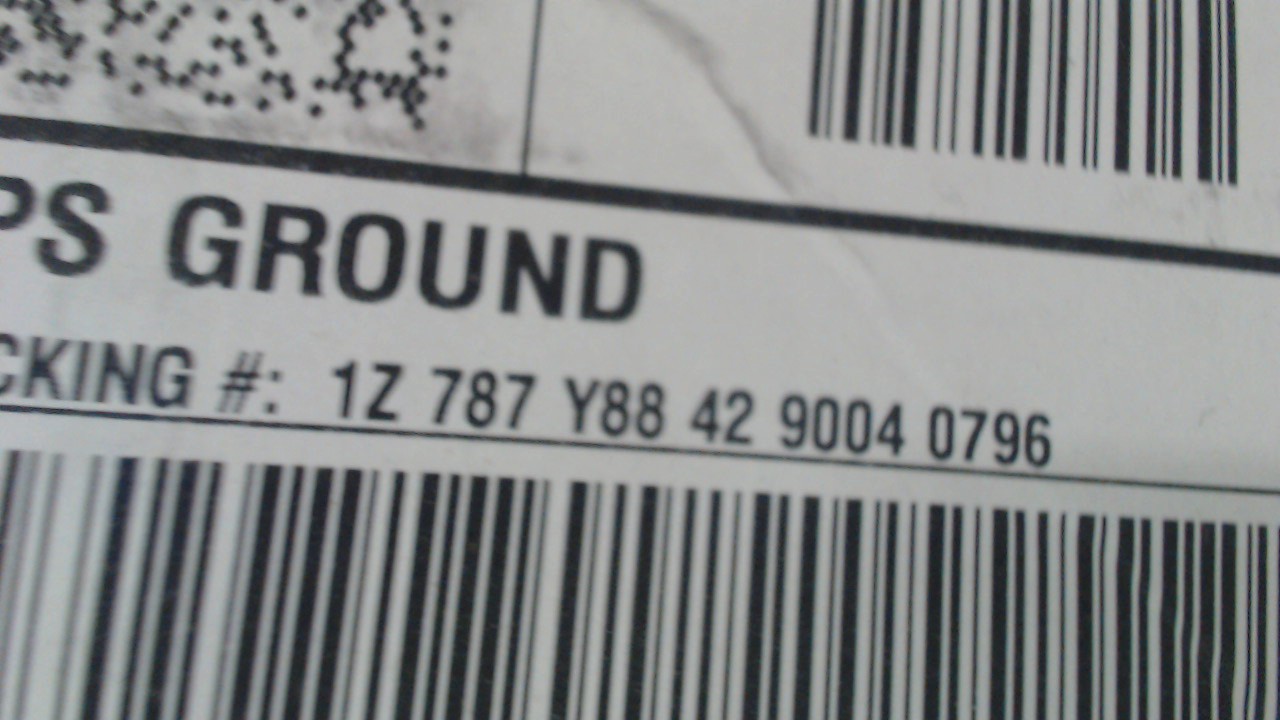 PS GROUND
CKING #: 1Z 787 Y88 42 9004 0796